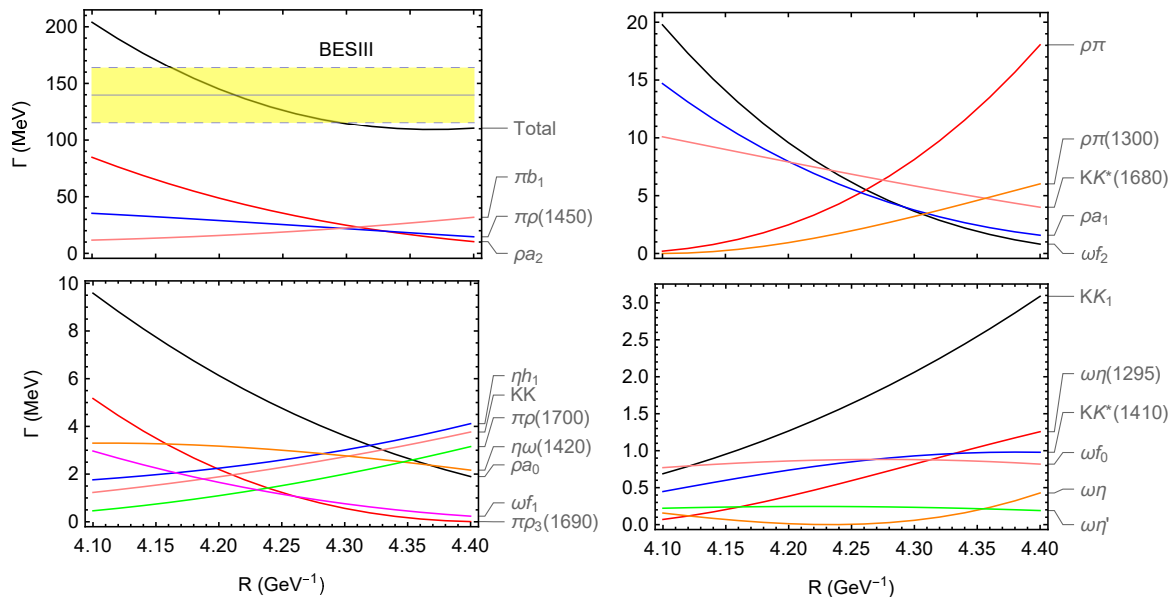 BESIII
Γ (MeV)
200
150
100
50
0
Total
πb₁
πρ(1450)
ρa₂
20
15
10
5
0
ρπ
ρπ(1300)
KK*(1680)
ρa₁
ωf₂
Γ (MeV)
10
8
6
4
2
0
4.10 4.15 4.20 4.25 4.30 4.35 4.40
R (GeV⁻¹)
ηh₁
KK
πρ(1700)
ηω(1420)
ρa₀
ωf₁
πρ₃(1690)
3.0
2.5
2.0
1.5
1.0
0.5
0.0
4.10 4.15 4.20 4.25 4.30 4.35 4.40
R (GeV⁻¹)
KK₁
ωη(1295)
KK*(1410)
ωf₀
ωη
ωη'